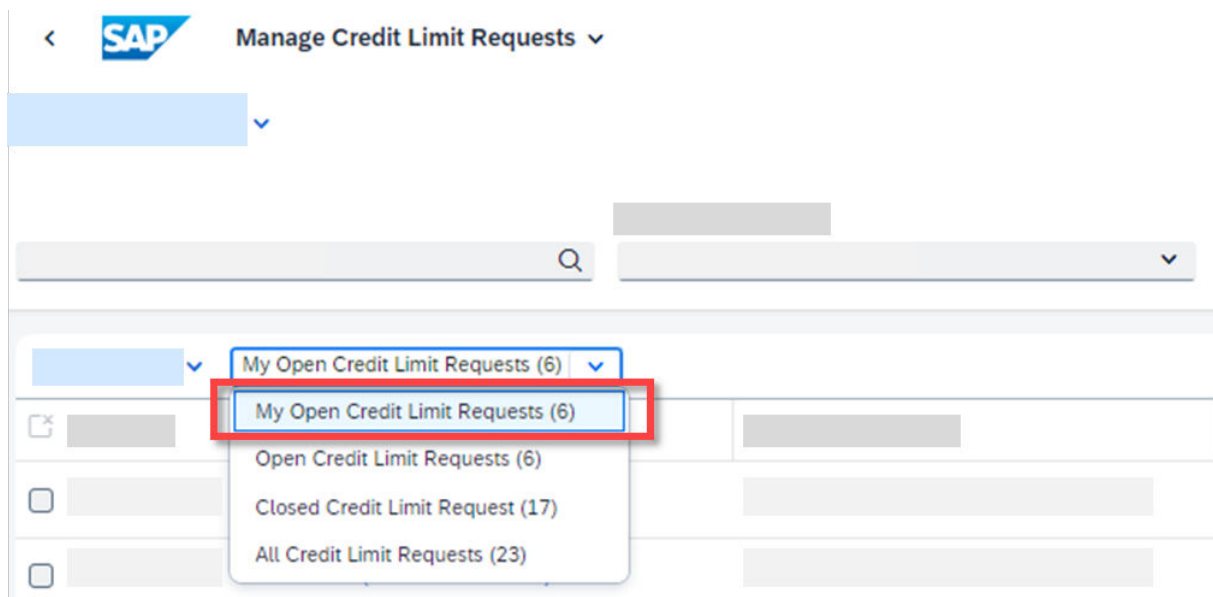 SAP Manage Credit Limit Requests
My Open Credit Limit Requests (6)
My Open Credit Limit Requests (6)
Open Credit Limit Requests (6)
Closed Credit Limit Request (17)
All Credit Limit Requests (23)